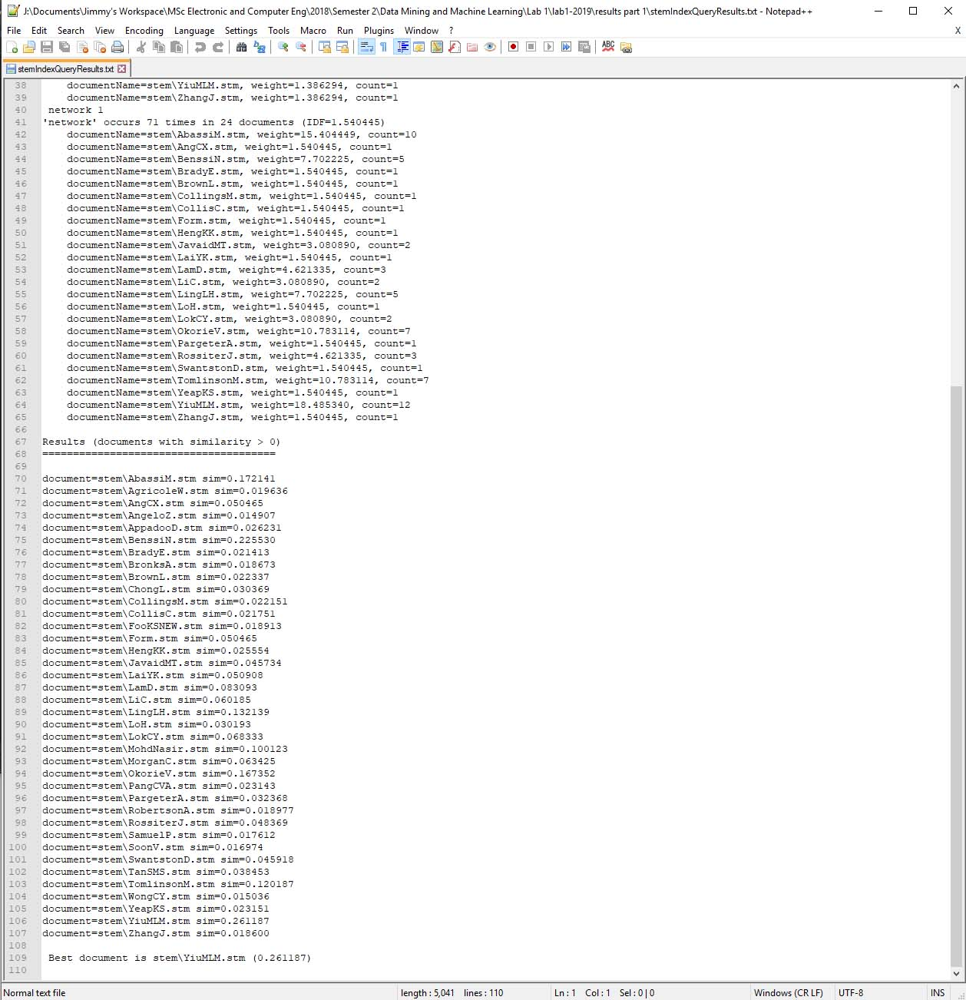 J:\Documents\Jimmy's Workspace\MSc Electronic and Computer Eng\2018\Semester 2\Data Mining and Machine Learning\Lab 1\lab1-2019\results part 1\stemIndexQueryResults.txt - Notepad++
File Edit Search View Encoding Language Settings Tools Macro Run Plugins Window ? X
stemIndexQueryResults.txt
38 documentName=stem\YiuMLM.stm, weight=1.386294, count=1
39 documentName=stem\ZhangJ.stm, weight=1.386294, count=1
40 network 1
41 'network' occurs 71 times in 24 documents (IDF=1.540445)
42 documentName=stem\AbassiM.stm, weight=15.404449, count=10
43 documentName=stem\AngCX.stm, weight=1.540445, count=1
44 documentName=stem\BenssiN.stm, weight=7.702225, count=5
45 documentName=stem\BradyE.stm, weight=1.540445, count=1
46 documentName=stem\BrownL.stm, weight=1.540445, count=1
47 documentName=stem\CollingsM.stm, weight=1.540445, count=1
48 documentName=stem\CollisC.stm, weight=1.540445, count=1
49 documentName=stem\Form.stm, weight=1.540445, count=1
50 documentName=stem\HengKK.stm, weight=1.540445, count=1
51 documentName=stem\JavaidMT.stm, weight=3.080890, count=2
52 documentName=stem\LaiYK.stm, weight=1.540445, count=1
53 documentName=stem\LamD.stm, weight=4.621335, count=3
54 documentName=stem\LiC.stm, weight=3.080890, count=2
55 documentName=stem\LingLH.stm, weight=7.702225, count=5
56 documentName=stem\LoH.stm, weight=1.540445, count=1
57 documentName=stem\LokCY.stm, weight=3.080890, count=2
58 documentName=stem\OkorieV.stm, weight=10.783114, count=7
59 documentName=stem\PargeterA.stm, weight=1.540445, count=1
60 documentName=stem\RossiterJ.stm, weight=4.621335, count=3
61 documentName=stem\SwantstonD.stm, weight=1.540445, count=1
62 documentName=stem\TomlinsonM.stm, weight=10.783114, count=7
63 documentName=stem\YeapKS.stm, weight=1.540445, count=1
64 documentName=stem\YiuMLM.stm, weight=18.485340, count=12
65 documentName=stem\ZhangJ.stm, weight=1.540445, count=1
66
67 Results (documents with similarity > 0)
68 ======================================
69
70 document=stem\AbassiM.stm sim=0.172141
71 document=stem\AgricoleW.stm sim=0.019636
72 document=stem\AngCX.stm sim=0.050465
73 document=stem\AngeloZ.stm sim=0.014907
74 document=stem\AppadooD.stm sim=0.026231
75 document=stem\BenssiN.stm sim=0.225530
76 document=stem\BradyE.stm sim=0.021413
77 document=stem\BronksA.stm sim=0.018673
78 document=stem\BrownL.stm sim=0.022337
79 document=stem\ChongL.stm sim=0.030369
80 document=stem\CollingsM.stm sim=0.022151
81 document=stem\CollisC.stm sim=0.021751
82 document=stem\FooKSNEW.stm sim=0.018913
83 document=stem\Form.stm sim=0.050465
84 document=stem\HengKK.stm sim=0.025554
85 document=stem\JavaidMT.stm sim=0.045734
86 document=stem\LaiYK.stm sim=0.050908
87 document=stem\LamD.stm sim=0.083093
88 document=stem\LiC.stm sim=0.060185
89 document=stem\LingLH.stm sim=0.132139
90 document=stem\LoH.stm sim=0.030193
91 document=stem\LokCY.stm sim=0.068333
92 document=stem\MohdNasir.stm sim=0.100123
93 document=stem\MorganC.stm sim=0.063425
94 document=stem\OkorieV.stm sim=0.167352
95 document=stem\PangCVA.stm sim=0.023143
96 document=stem\PargeterA.stm sim=0.032368
97 document=stem\RobertsonA.stm sim=0.018977
98 document=stem\RossiterJ.stm sim=0.048369
99 document=stem\SamuelP.stm sim=0.017612
100 document=stem\SoonV.stm sim=0.016974
101 document=stem\SwantstonD.stm sim=0.045918
102 document=stem\TanSMS.stm sim=0.038453
103 document=stem\TomlinsonM.stm sim=0.120187
104 document=stem\WongCY.stm sim=0.015036
105 document=stem\YeapKS.stm sim=0.023151
106 document=stem\YiuMLM.stm sim=0.261187
107 document=stem\ZhangJ.stm sim=0.018600
108
109 Best document is stem\YiuMLM.stm (0.261187)
110
Normal text file length : 5,041 lines : 110 Ln : 1 Col : 1 Sel : 0 | 0 Windows (CR LF) UTF-8 INS